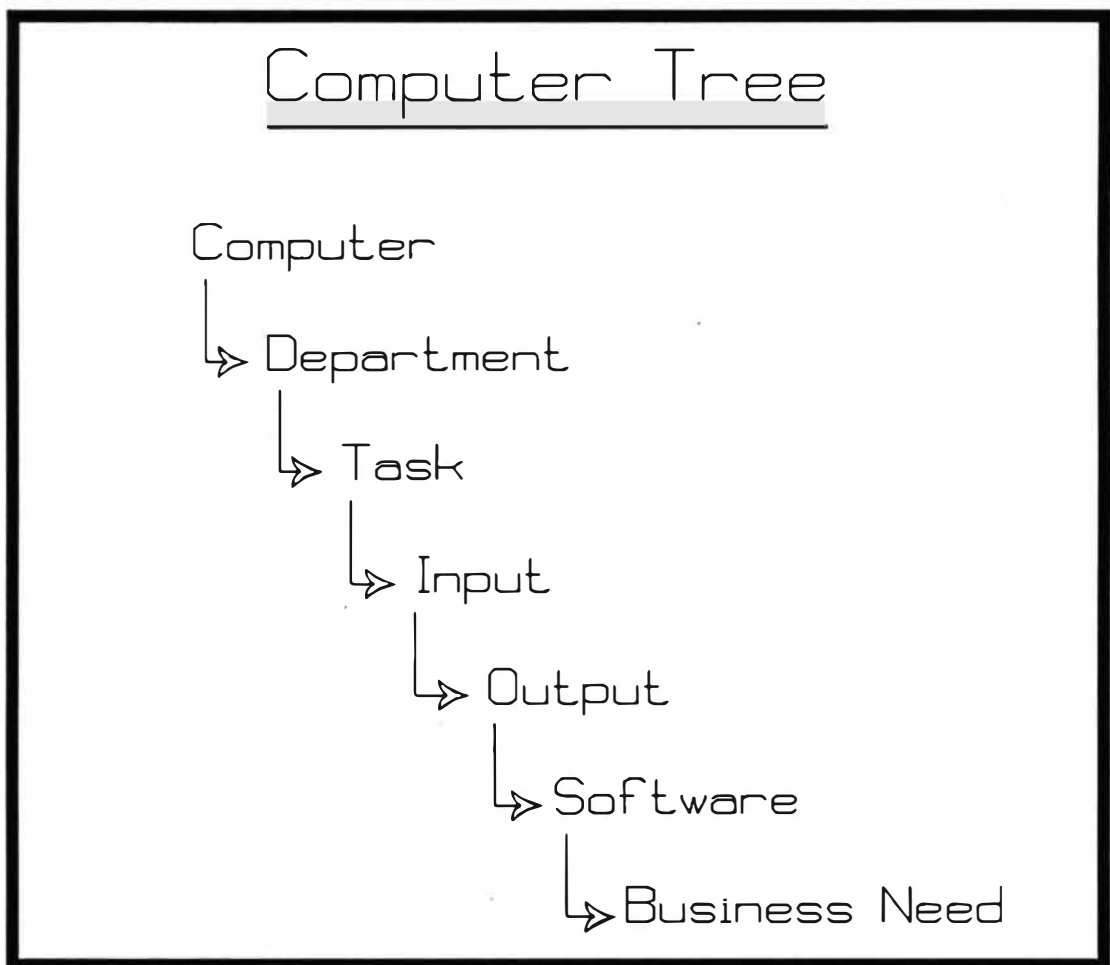 Computer Tree
Computer
Department
Task
Input
Output
Software
Business Need